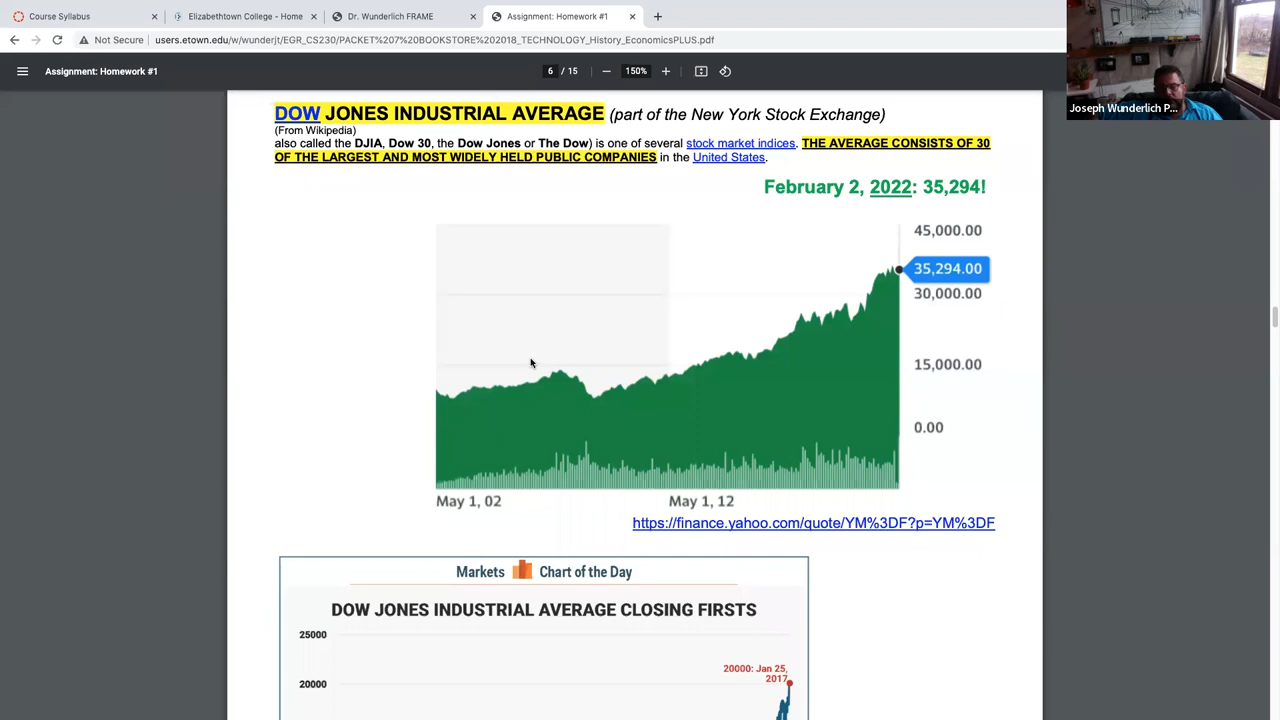 Course Syllabus
Elizabethtown College - Home
Dr. Wunderlich FRAME
Assignment: Homework #1
Not Secure
users.etown.edu/w/wunderjt/EGR_CS230/PACKET%207%20BOOKSTORE%202018_TECHNOLOGY_History_EconomicsPLUS.pdf
Assignment: Homework #1
6 / 15
150%
Joseph Wunderlich P...
DOW JONES INDUSTRIAL AVERAGE (part of the New York Stock Exchange)
(From Wikipedia)
also called the DJIA, Dow 30, the Dow Jones or The Dow) is one of several stock market indices. THE AVERAGE CONSISTS OF 30
OF THE LARGEST AND MOST WIDELY HELD PUBLIC COMPANIES in the United States.
February 2, 2022: 35,294!
45,000.00
35,294.00
30,000.00
15,000.00
0.00
May 1, 02
May 1, 12
https://finance.yahoo.com/quote/YM%3DF?p=YM%3DF
Markets Chart of the Day
DOW JONES INDUSTRIAL AVERAGE CLOSING FIRSTS
25000
20000: Jan 25,
2017
20000